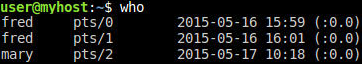 user@myhost:~$ who
fred     pts/0        2015-05-16 15:59 (:0.0)
fred     pts/1        2015-05-16 16:01 (:0.0)
mary     pts/2        2015-05-17 10:18 (:0.0)